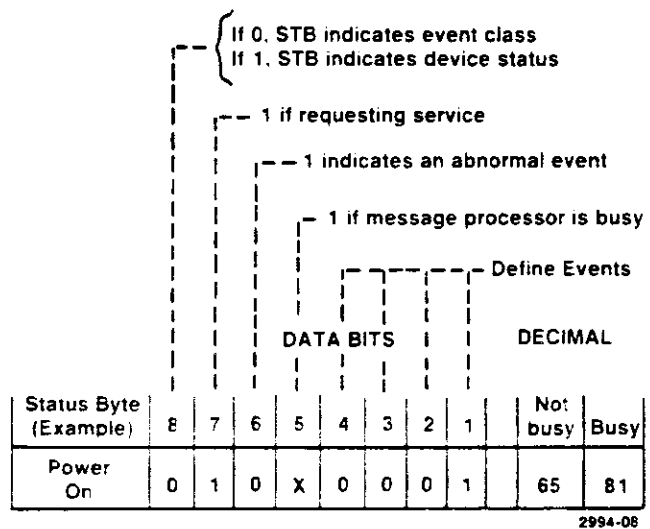 If 0, STB indicates event class
If 1, STB indicates device status
1 if requesting service
1 indicates an abnormal event
1 if message processor is busy
Define Events
DATA BITS DECIMAL
Status Byte (Example) 8 7 6 5 4 3 2 1 Not busy Busy
Power On 0 1 0 X 0 0 0 1 65 81
2994-08